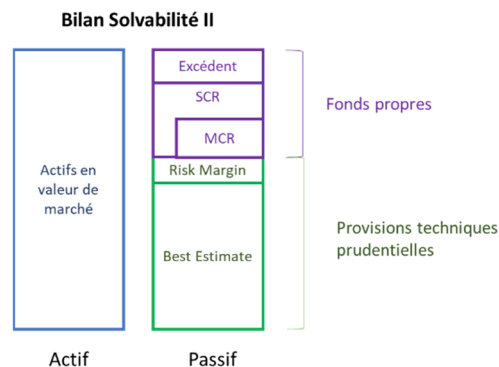 Bilan Solvabilité II
Excédent
SCR
MCR
Fonds propres
Actifs en
valeur de
marché
Risk Margin
Best Estimate
Provisions techniques
prudentielles
Actif
Passif